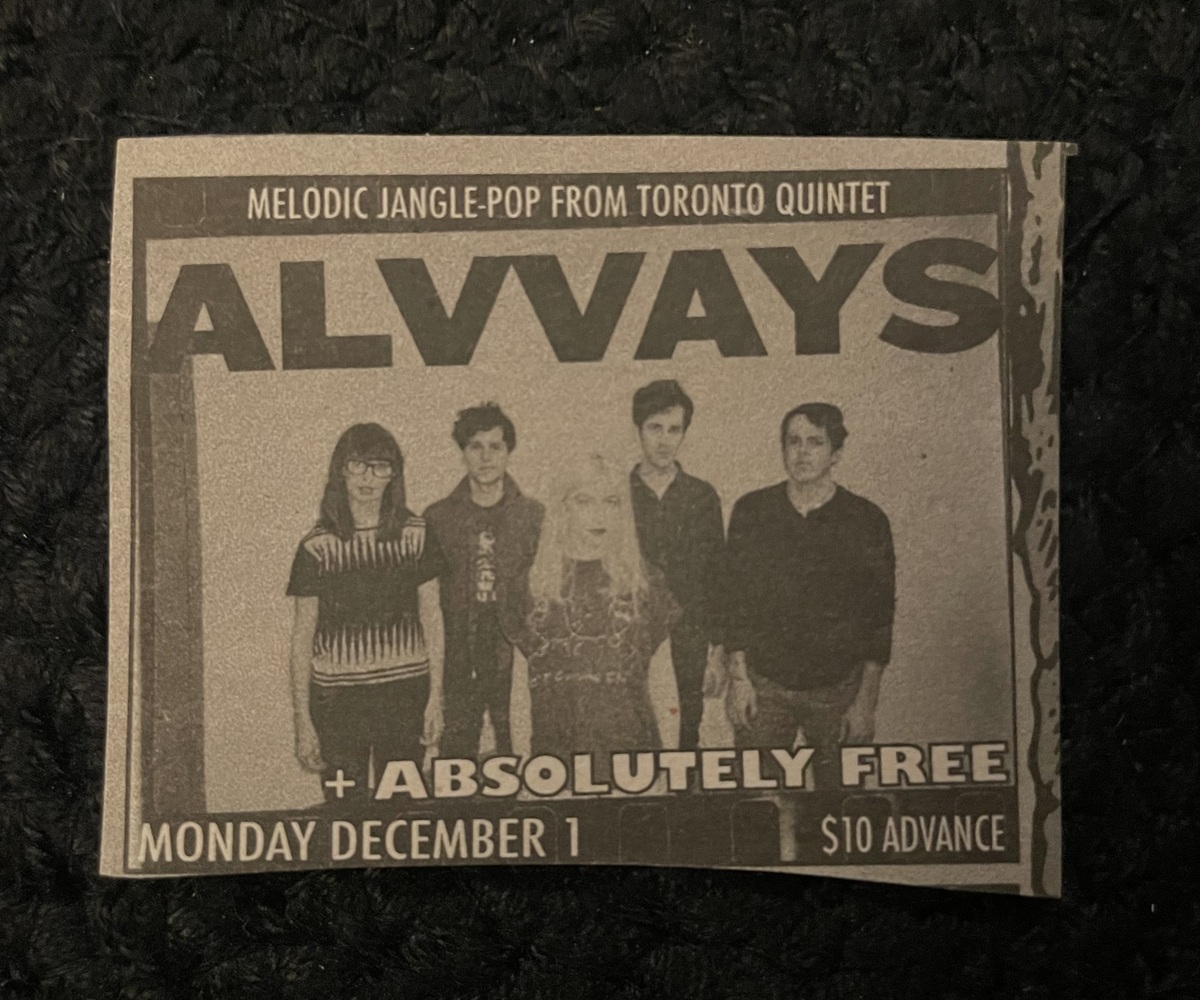 MELODIC JANGLE-POP FROM TORONTO QUINTET
ALVVAYS
+ ABSOLUTELY FREE
MONDAY DECEMBER 1 $10 ADVANCE